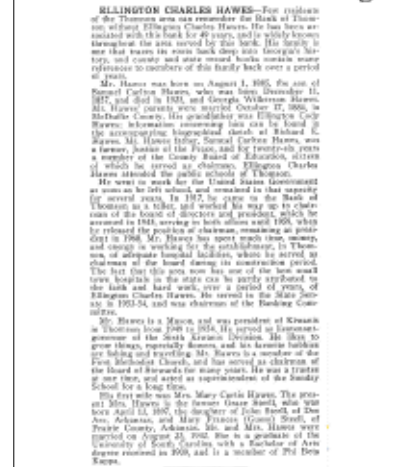 ELLINGTON CHARLES HAWES—Few residents
of the Thomson area can remember the Bank of Thom-
son without Ellington Charles Hawes. He has been as-
sociated with this bank for 49 years, and is widely known
throughout the area served by this bank. His family is
one that traces its roots back deep into Georgia's his-
tory, and county and state record books contain many
references to members of this family back over a period
of years.
Mr. Hawes was born on August 1, the son of
Samuel Carlton Hawes, who was born December 11,
1857, and died in and Georgia Wilkerson Hawes.
Mr. Hawes' parents were married October 17, in
McDuffie County. His grandfather was Ellington Cody
Hawes; information concerning him can be found in
the accompanying biographical sketch of Richard E.
Hawes. Mr. Hawes' father, Samuel Carlton Hawes, was
a farmer, Justice of the Peace, and for twenty-six years
a member of the County Board of Education, sixteen
of which he served as chairman. Ellington Charles
Hawes attended the public schools of Thomson.
He went to work for the United States Government
as soon as he left school, and remained in that capacity
for several years. In 1917, he came to the Bank of
Thomson as a teller, and worked his way up to chair-
man of the board of directors and president, which he
assumed in serving in both offices until when
he released the position of chairman, remaining as presi-
dent in Mr. Hawes has spent much time, money,
and energy in working for the establishment, in Thom-
son, of adequate hospital facilities, where he served as
chairman of the board during its construction period.
The fact that this area now has one of the best small
town hospitals in the state can be partly attributed to
the faith and hard work, over a period of years, of
Ellington Charles Hawes. He served in the State Sen-
ate in 1953-54, and was chairman of the Banking Com-
mittee.
Mr. Hawes is a Mason, and was president of Kiwanis
in Thomson from to He served as lieutenant-
governor of the Sixth Kiwanis Division. He likes to
grow things, especially flowers, and his favorite hobbies
are fishing and travelling. Mr. Hawes is a member of the
First Methodist Church, and has served as chairman of
the Board of Stewards for many years. He was a trustee
at one time, and acted as superintendent of the Sunday
School for a long time.
His first wife was Mrs. Mary Curtis Hawes. The pres-
ent Mrs. Hawes is the former Grace who was
born April 12, 1897, the daughter of John of Des
Arc, Arkansas, and Mary Frances of
Prairie County, Arkansas. Mr. and Mrs. Hawes were
married on August 23, She is a graduate of the
University of South Carolina, with a Bachelor of Arts
degree received in and is a member of Phi Beta
Kappa.